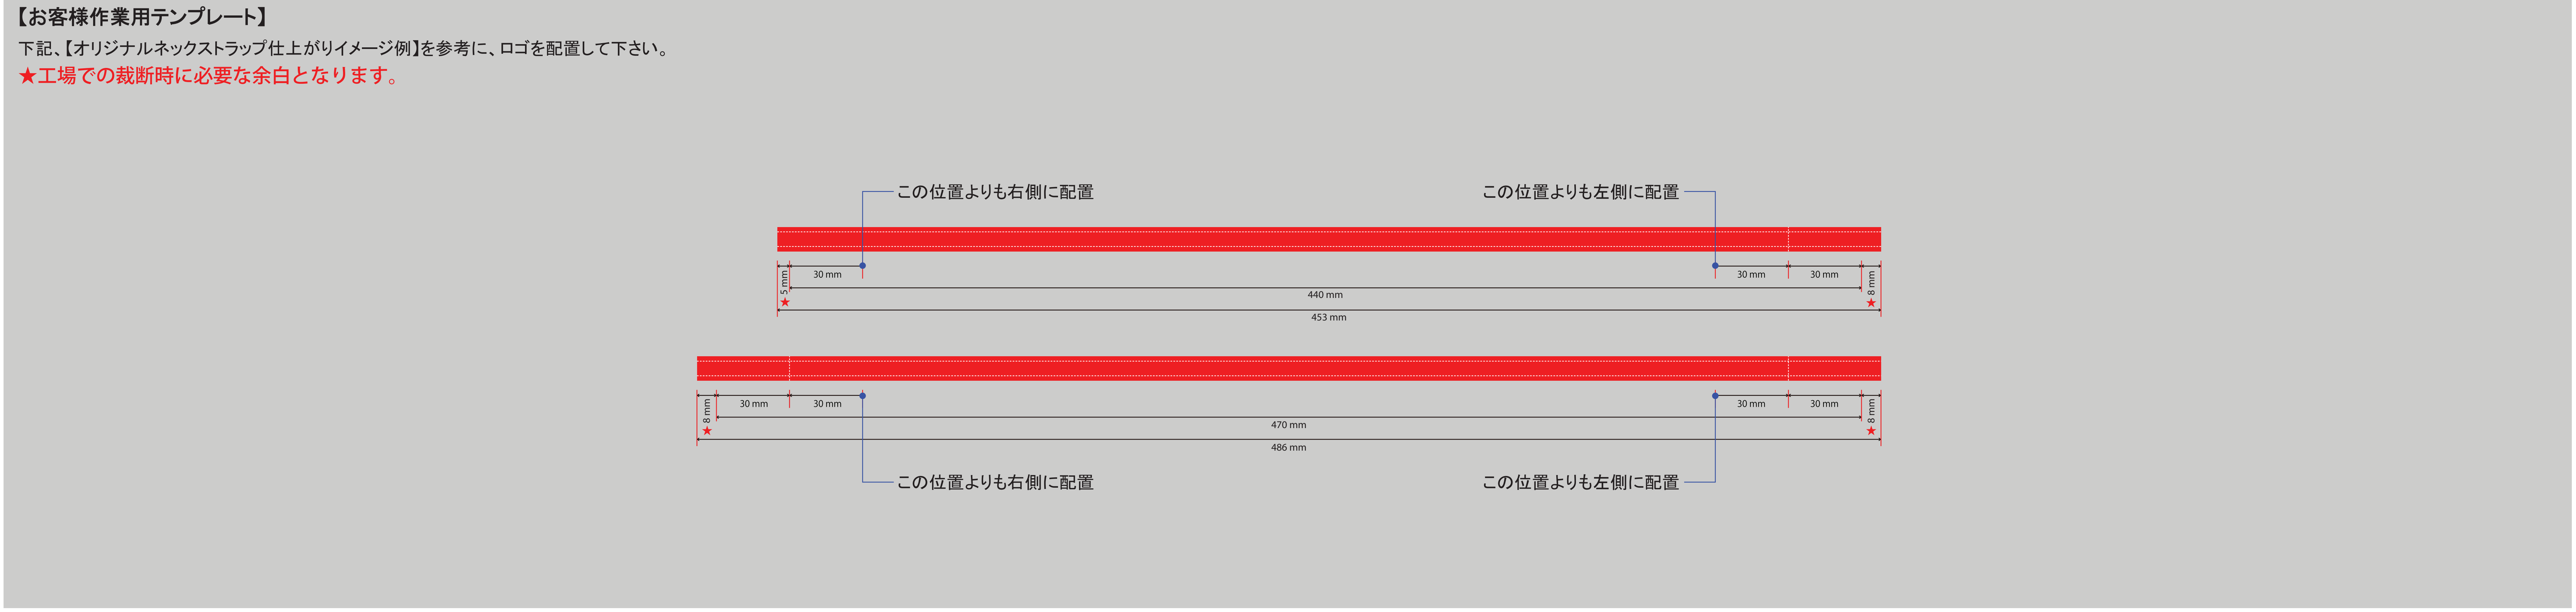 【お客様作業用テンプレート】
下記、【オリジナルネックストラップ仕上がりイメージ例】を参考に、ロゴを配置して下さい。
★工場での裁断時に必要な余白となります。
この位置よりも右側に配置
この位置よりも左側に配置
★ 5 mm
30 mm
30 mm
30 mm
★ 8 mm
440 mm
453 mm
★ 8 mm
30 mm
30 mm
30 mm
30 mm
★ 8 mm
470 mm
486 mm
この位置よりも右側に配置
この位置よりも左側に配置